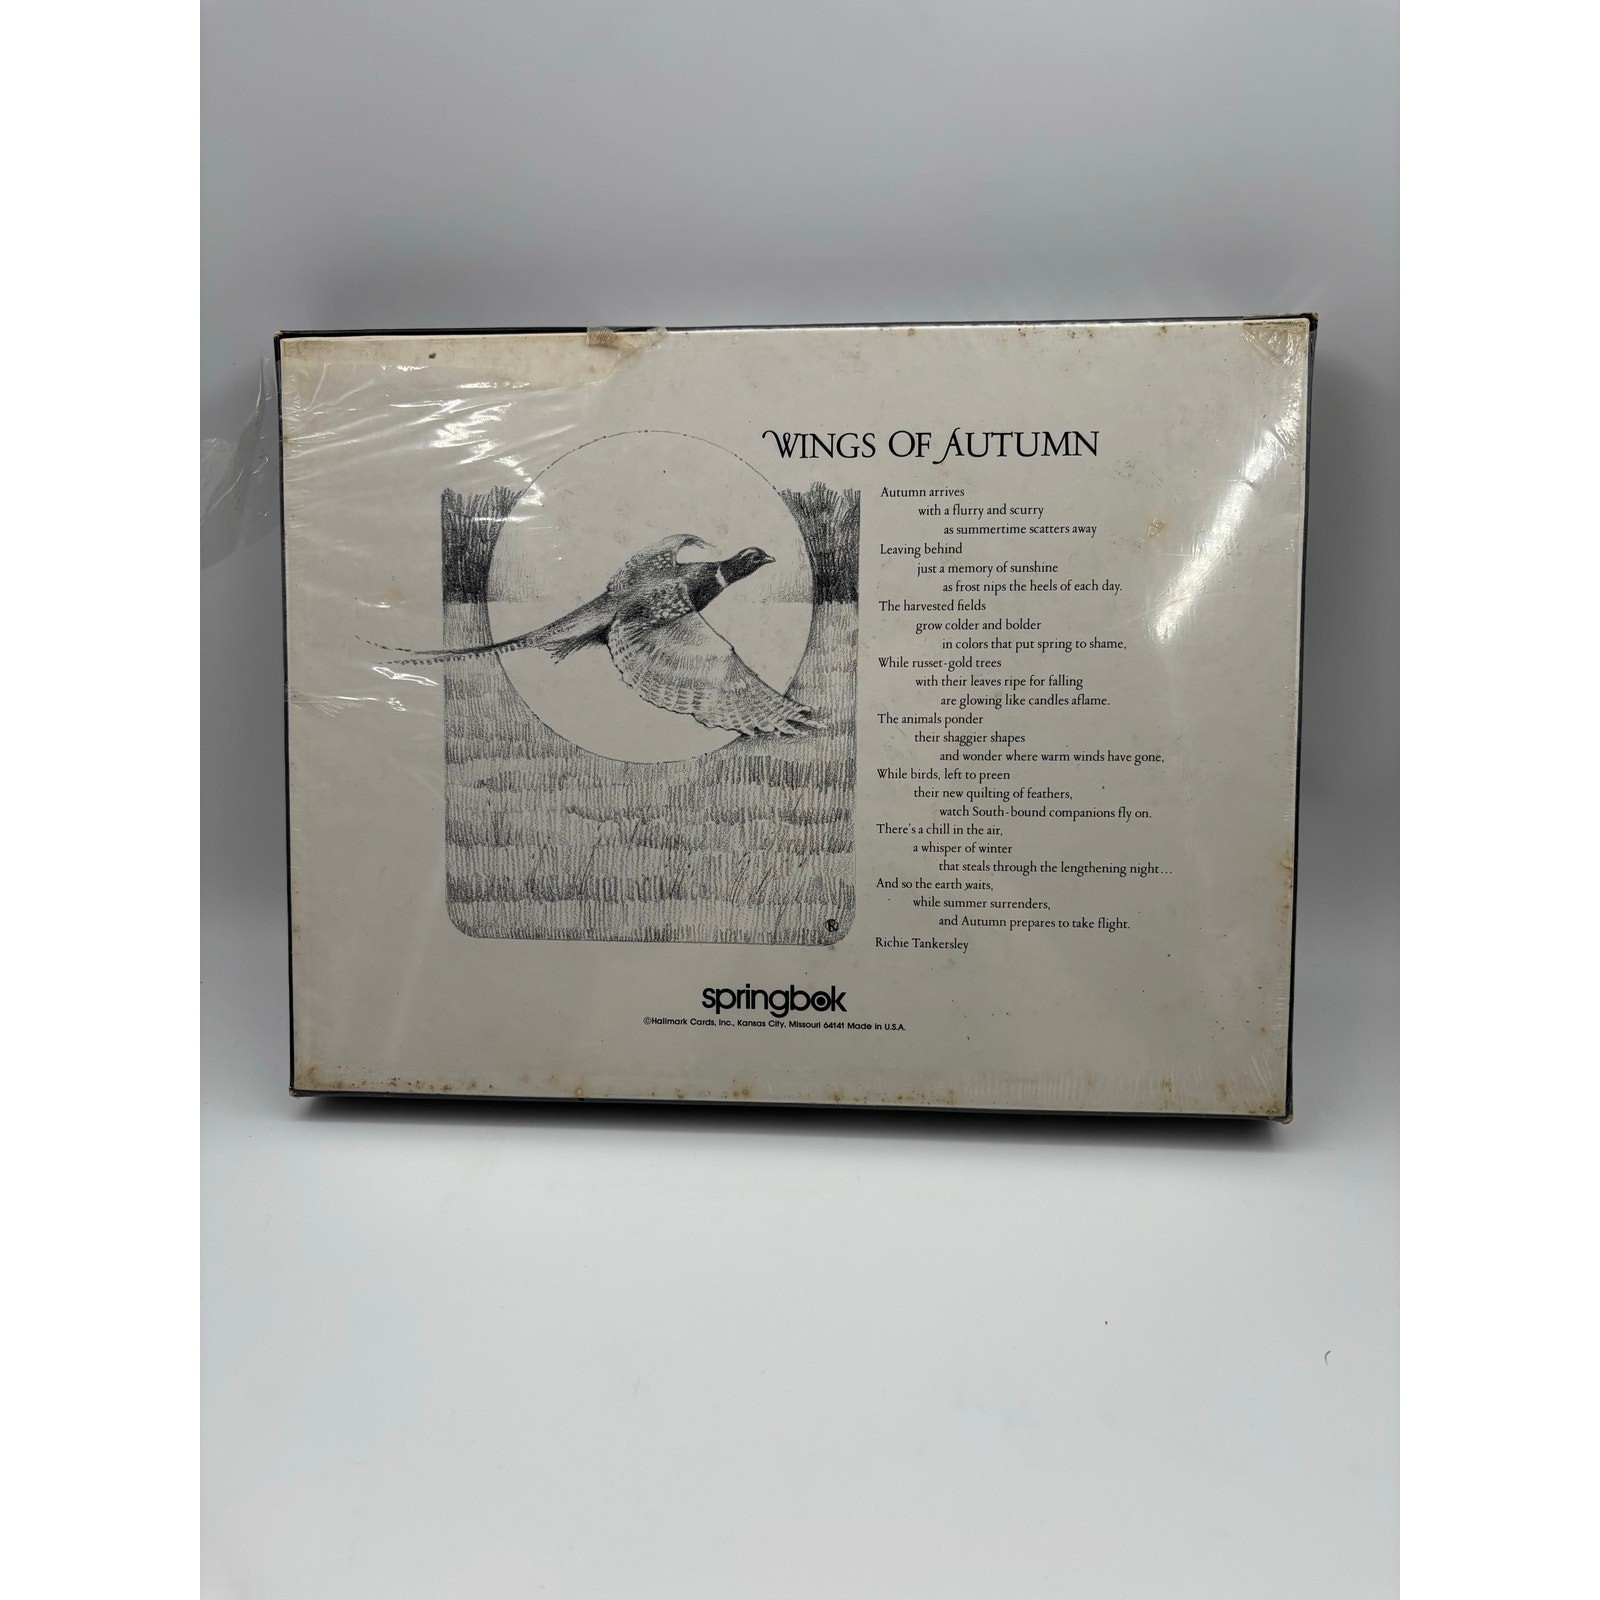 WINGS OF AUTUMN
Autumn arrives
with a flurry and scurry
as summertime scatters away
Leaving behind
just a memory of sunshine
as frost nips the heels of each day.
The harvested fields
grow colder and bolder
in colors that put spring to shame,
While russet-gold trees
with their leaves ripe for falling
are glowing like candles aflame.
The animals ponder
their shaggier shapes
and wonder where warm winds have gone,
While birds, left to preen
their new quilting of feathers,
watch South-bound companions fly on.
There's a chill in the air,
a whisper of winter
that steals through the lengthening night...
And so the earth waits,
while summer surrenders,
and Autumn prepares to take flight.
Richie Tankersley
springbok
©Hallmark Cards, Inc., Kansas City, Missouri 64141 Made in U.S.A.